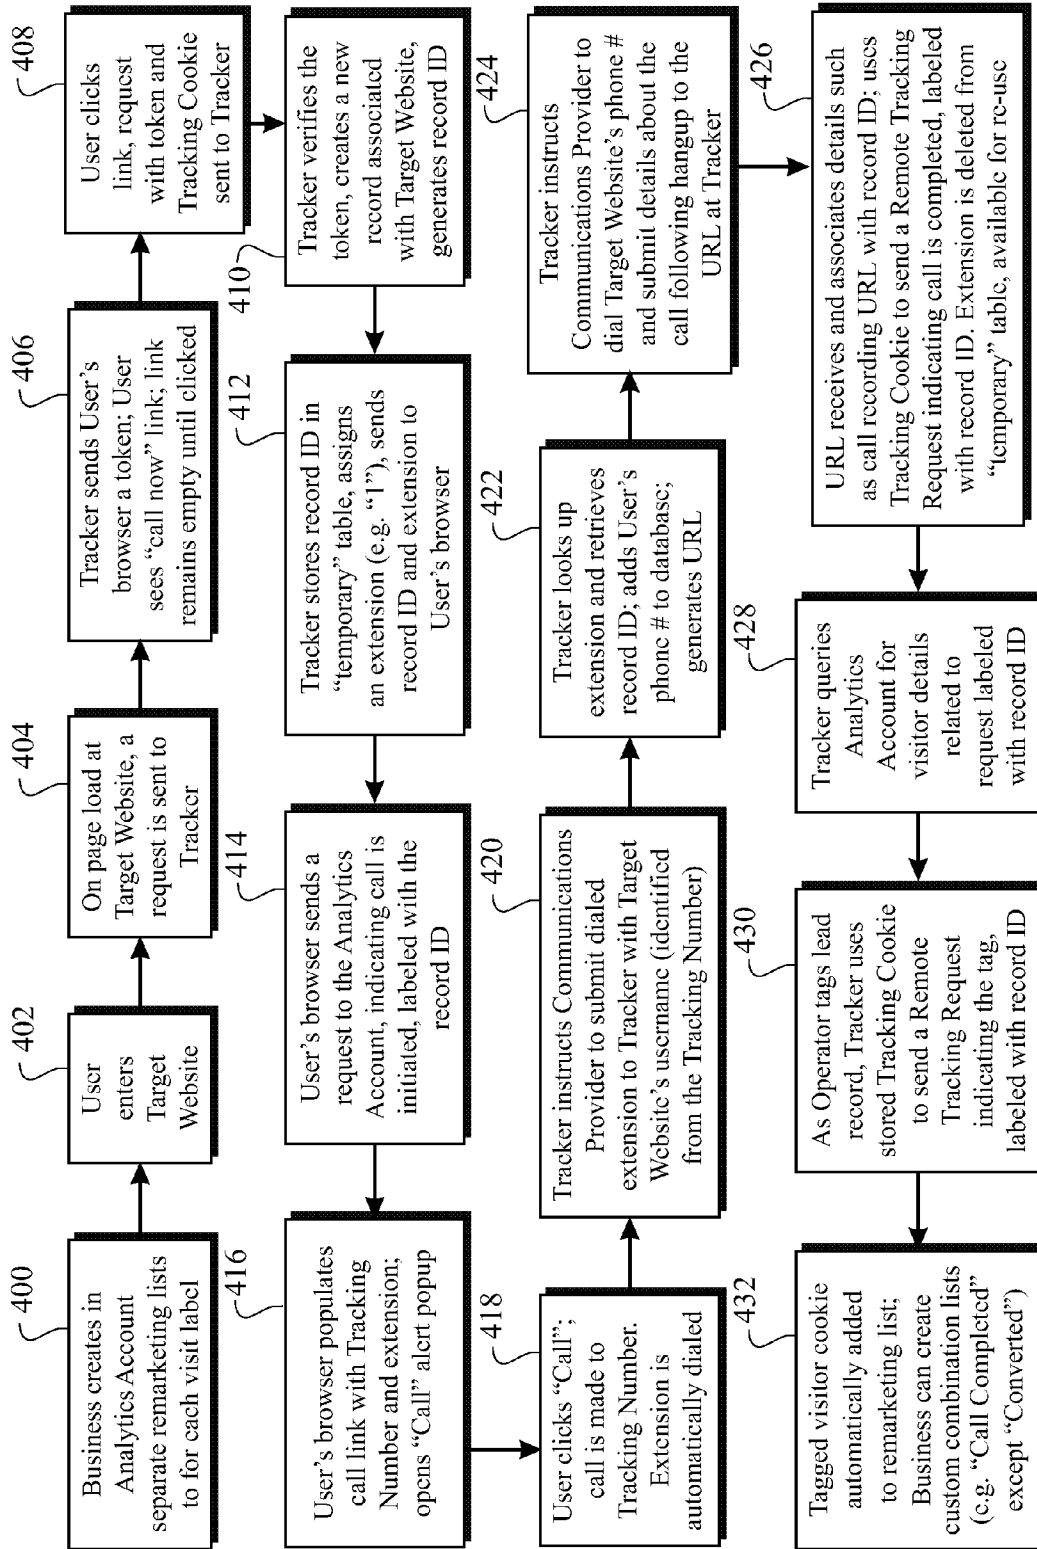 400
Business creates in
Analytics Account
separate remarketing lists
to for each visit label
402
User
enters
Target
Website
404
On page load at
Target Website, a
request is sent to
Tracker
406
Tracker sends User's
browser a token; User
sees “call now” link; link
remains empty until clicked
408
User clicks
link, request
with token and
Tracking Cookie
sent to Tracker
410
Tracker verifies the
token, creates a new
record associated
with Target Website,
generates record ID
412
Tracker stores record ID in
“temporary” table, assigns
an extension (e.g. “1”), sends
record ID and extension to
User's browser
414
User's browser sends a
request to the Analytics
Account, indicating call is
initiated, labeled with the
record ID
416
User's browser populates
call link with Tracking
Number and extension;
opens “Call” alert popup
418
User clicks “Call”;
call is made to
Tracking Number.
Extension is
automatically dialed
420
Tracker instructs Communications
Provider to submit dialed
extension to Tracker with Target
Website's username (identified
from the Tracking Number)
422
Tracker looks up
extension and retrieves
record ID; adds User's
phone # to database;
generates URL
424
Tracker instructs
Communications Provider to
dial Target Website's phone #
and submit details about the
call following hangup to the
URL at Tracker
426
URL receives and associates details such
as call recording URL with record ID; uses
Tracking Cookie to send a Remote Tracking
Request indicating call is completed, labeled
with record ID. Extension is deleted from
“temporary” table, available for re-use
428
Tracker queries
Analytics
Account for
visitor details
related to
request labeled
with record ID
430
As Operator tags lead
record, Tracker uses
stored Tracking Cookie
to send a Remote
Tracking Request
indicating the tag,
labeled with record ID
432
Tagged visitor cookie
automatically added
to remarketing list;
Business can create
custom combination lists
(e.g. “Call Completed”
except “Converted”)